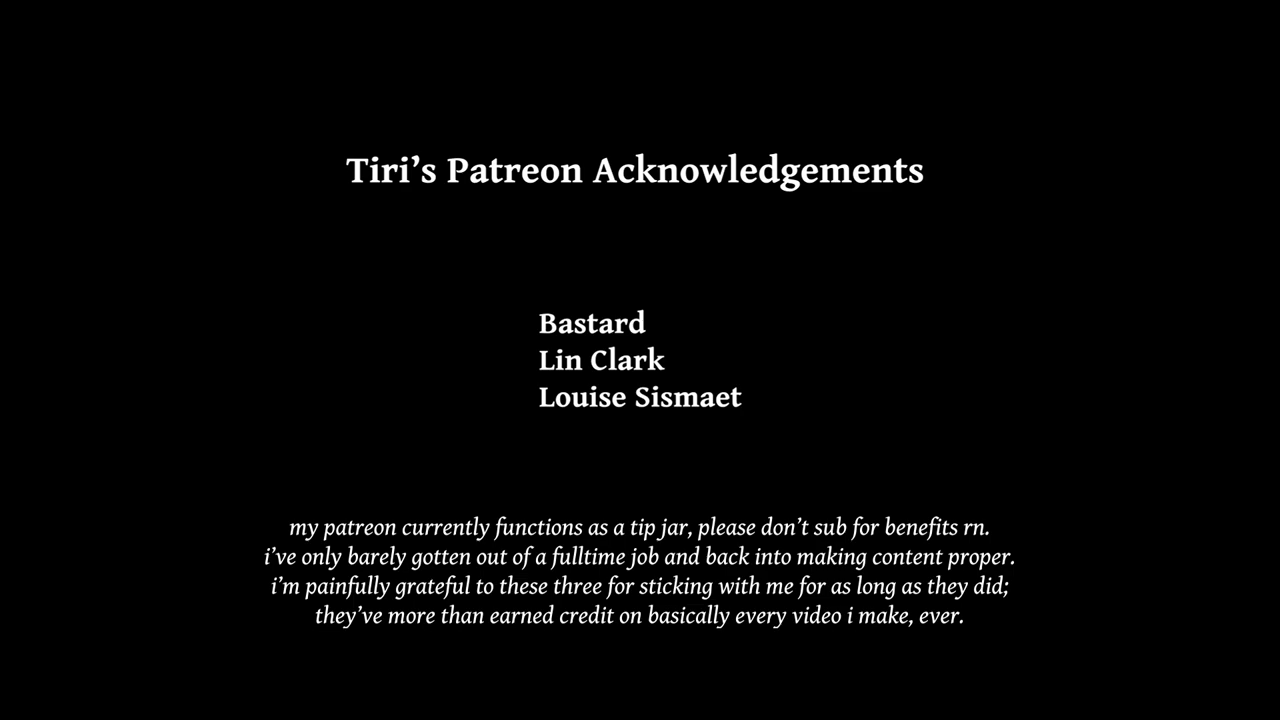 Tiri’s Patreon Acknowledgements
Bastard
Lin Clark
Louise Sismaet
my patreon currently functions as a tip jar, please don’t sub for benefits rn.
i’ve only barely gotten out of a fulltime job and back into making content proper.
i’m painfully grateful to these three for sticking with me for as long as they did;
they’ve more than earned credit on basically every video i make, ever.